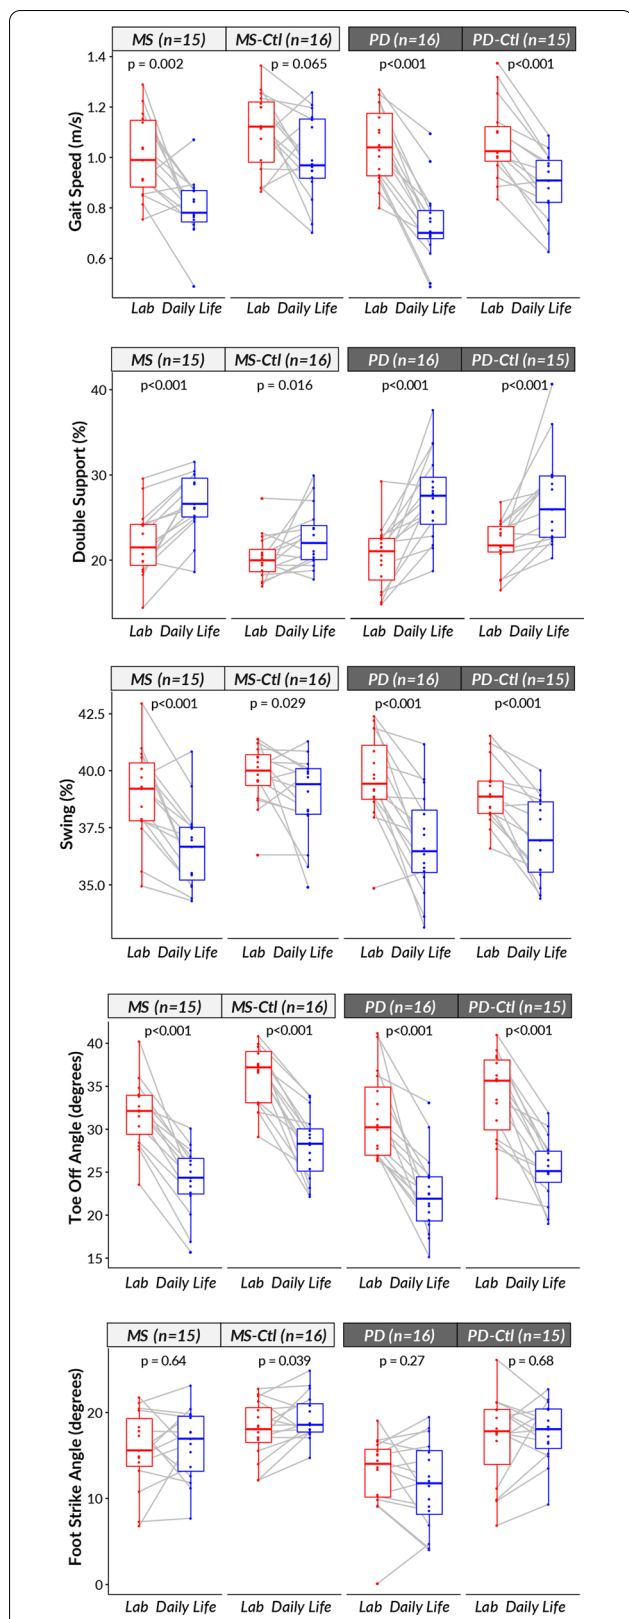 MS (n=15) MS-Ctl (n=16) PD (n=16) PD-Ctl (n=15)
p = 0.002 p = 0.065 p<0.001 p<0.001
Gait Speed (m/s)
1.4
1.2
1.0
0.8
0.6
Lab Daily Life Lab Daily Life Lab Daily Life Lab Daily Life
MS (n=15) MS-Ctl (n=16) PD (n=16) PD-Ctl (n=15)
p<0.001 p = 0.016 p<0.001 p<0.001
Double Support (%)
40
30
20
Lab Daily Life Lab Daily Life Lab Daily Life Lab Daily Life
MS (n=15) MS-Ctl (n=16) PD (n=16) PD-Ctl (n=15)
p<0.001 p = 0.029 p<0.001 p<0.001
Swing (%)
42.5
40.0
37.5
35.0
Lab Daily Life Lab Daily Life Lab Daily Life Lab Daily Life
MS (n=15) MS-Ctl (n=16) PD (n=16) PD-Ctl (n=15)
p<0.001 p<0.001 p<0.001 p<0.001
Toe Off Angle (degrees)
40
35
30
25
20
15
Lab Daily Life Lab Daily Life Lab Daily Life Lab Daily Life
MS (n=15) MS-Ctl (n=16) PD (n=16) PD-Ctl (n=15)
p = 0.64 p = 0.039 p = 0.27 p = 0.68
Foot Strike Angle (degrees)
20
10
0
Lab Daily Life Lab Daily Life Lab Daily Life Lab Daily Life